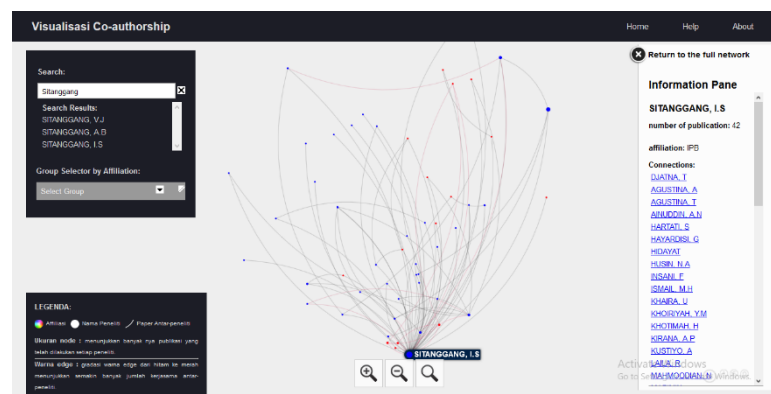 Visualisasi Co-authorship
Home
Help
About
Search:
Sitanggang
Search Results:
SITANGGANG, V.J
SITANGGANG, A.B
SITANGGANG, I.S
Group Selector by Affiliation:
Select Group
LEGENDA:
Afiliasi
Nama Peneliti
Paper Antar-peneliti
Ukuran node : menunjukkan banyak nya publikasi yang
telah dilakukan setiap peneliti.
Warna edge : gradasi warna edge dari hitam ke merah
menunjukkan semakin banyak jumlah kerjasama antar
peneliti
SITANGGANG, I.S
Return to the full network
Information Pane
SITANGGANG, I.S
number of publication: 42
affiliation: IPB
Connections:
DJATNA, T
AGUSTINA, A
AGUSTINA, T
AINUDDIN, A.N
HARTATI, S
HAYARDISI, G
HIDAYAT
HUSIN, N.A
INSANI, F
ISMAIL, M.H
KHAIRA, U
KHOIRIYAH, Y.M
KHOTIMAH, H
KIRANA, A.P
KUSTIYO, A
LAILA, R
MAHMOODIAN, N